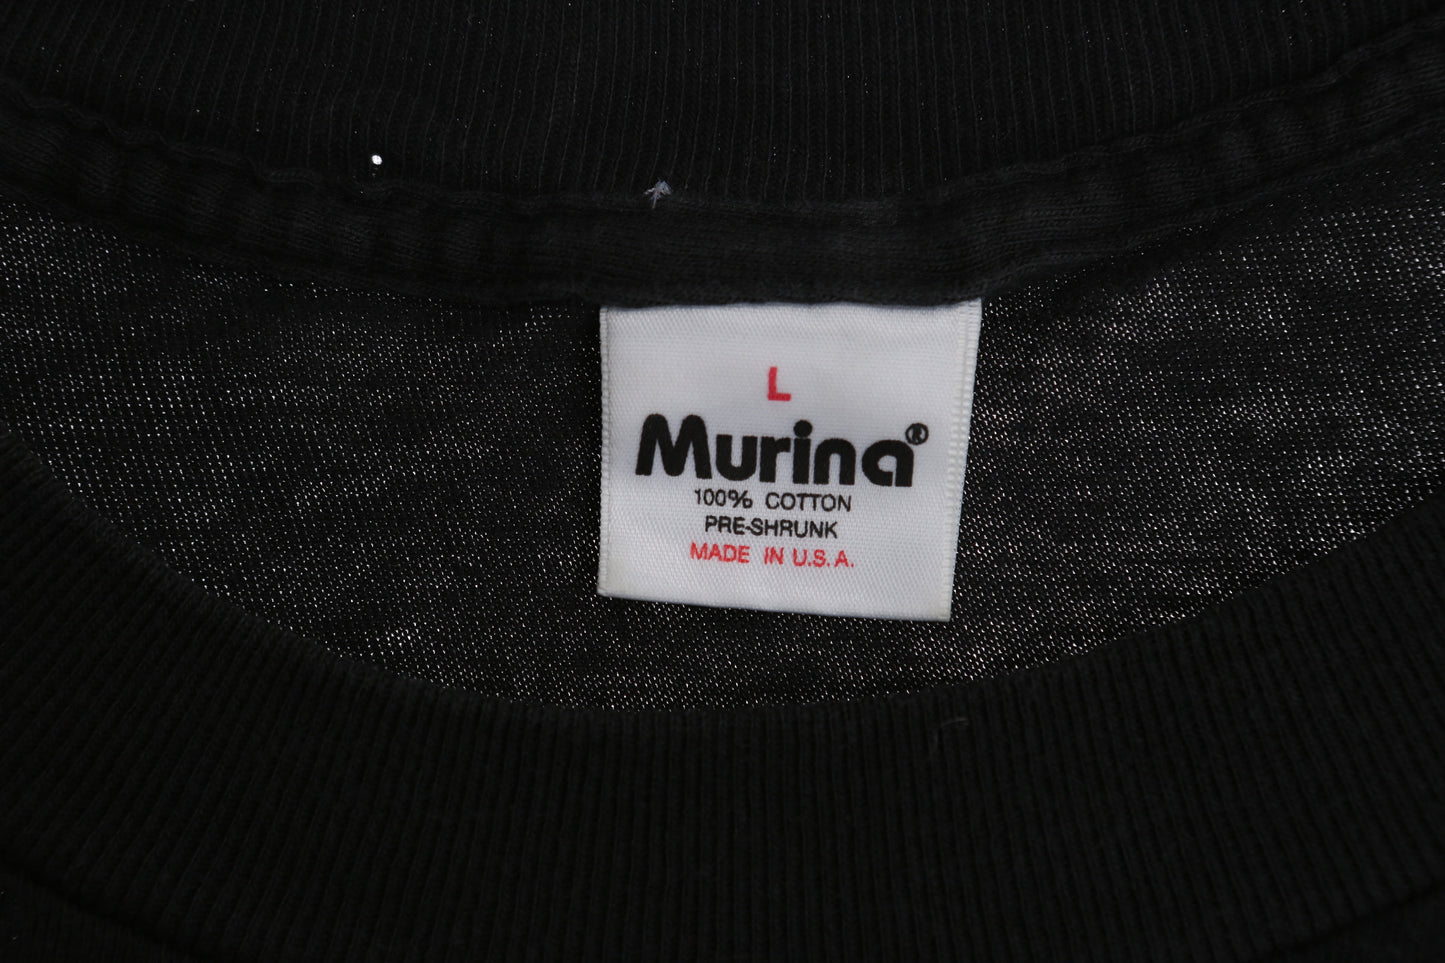 L
Murina®
100% COTTON
PRE-SHRUNK
MADE IN U.S.A.